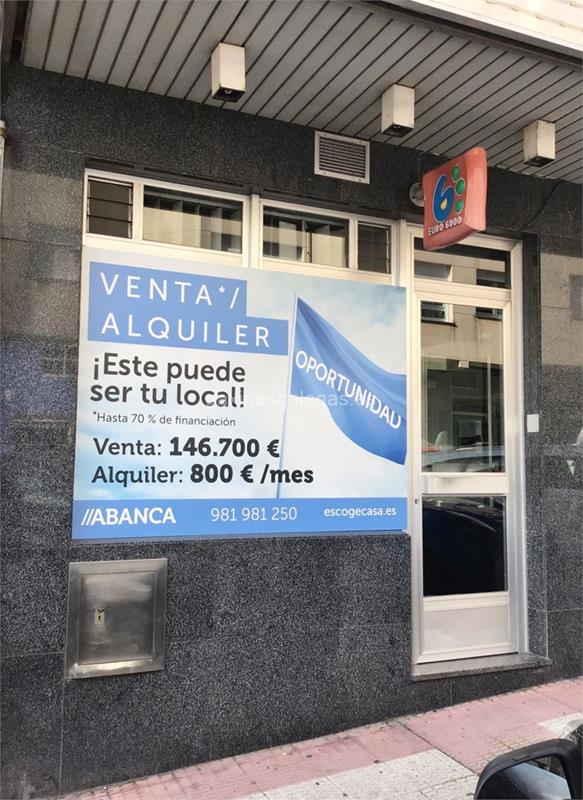 6
EURO 6000
VENTA*/
ALQUILER
¡Este puede
ser tu local!
*Hasta 70 % de financiación
Venta: 146.700 €
Alquiler: 800 € /mes
OPORTUNIDAD
//ABANCA 981 981 250 escogecasa.es